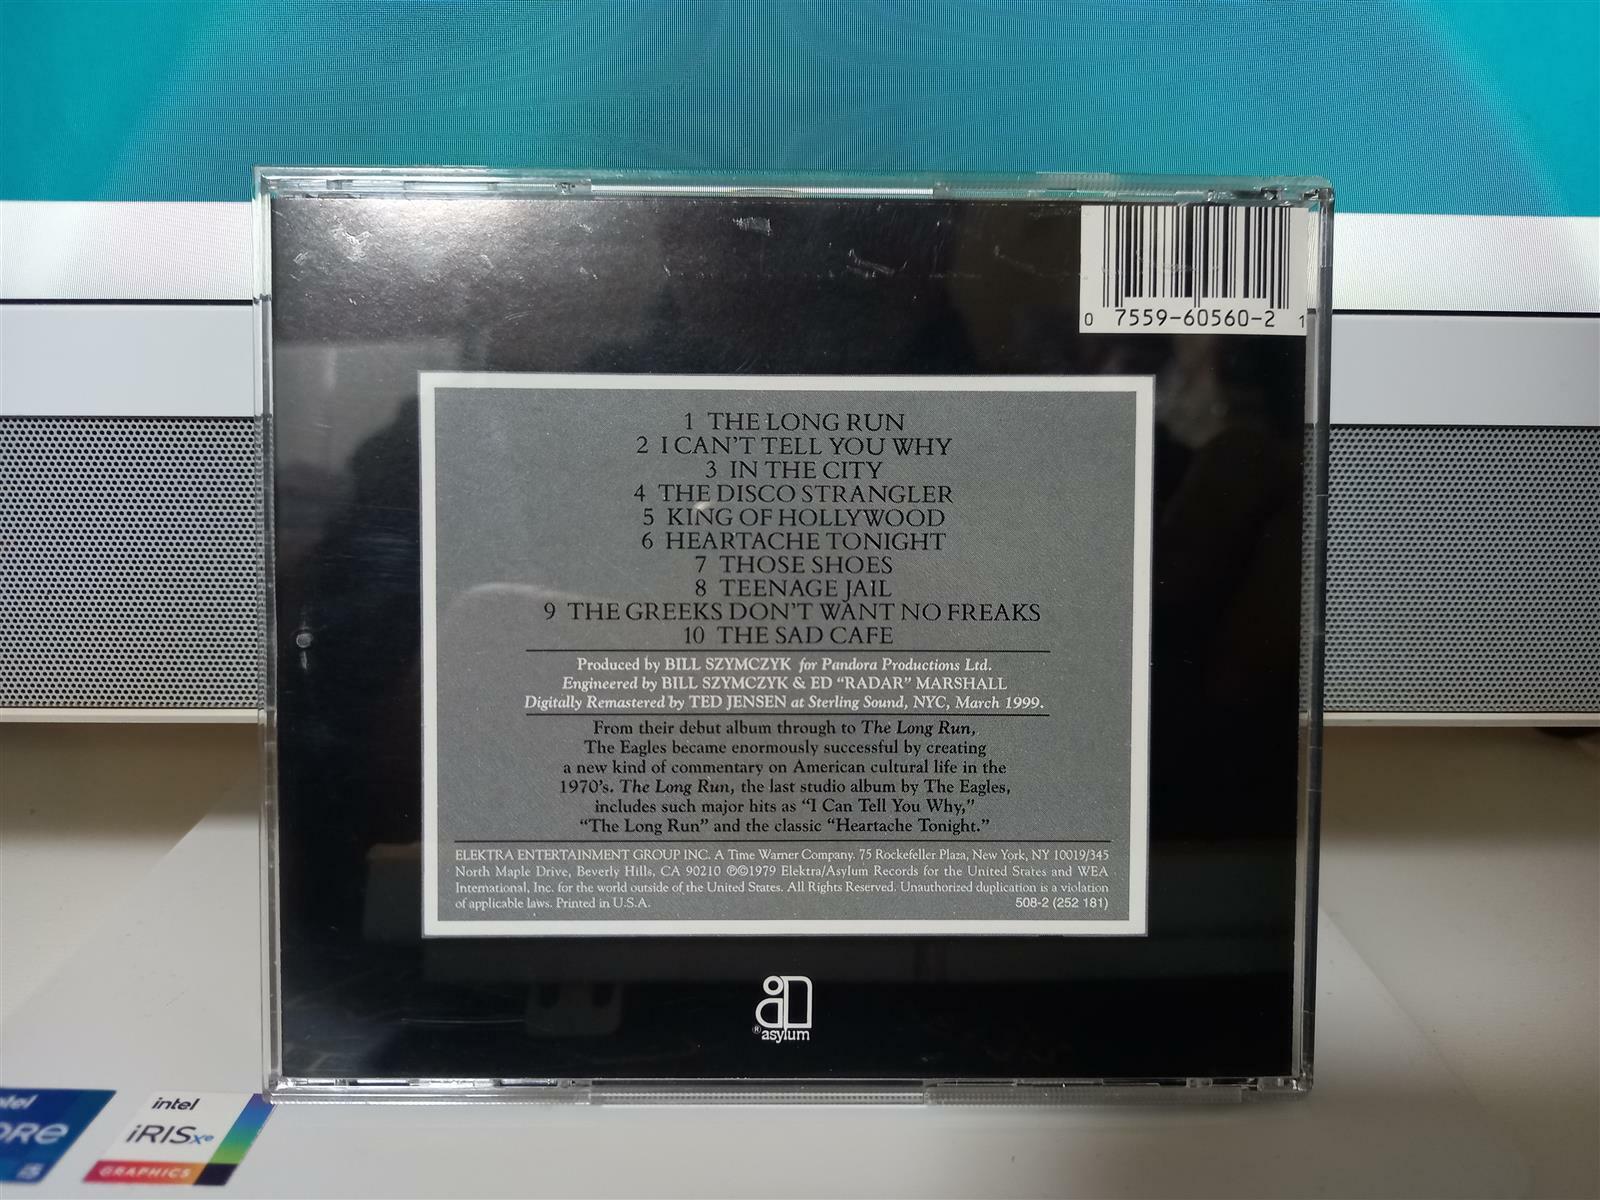 0 7559-60560-2 1
1 THE LONG RUN
2 I CAN'T TELL YOU WHY
3 IN THE CITY
4 THE DISCO STRANGLER
5 KING OF HOLLYWOOD
6 HEARTACHE TONIGHT
7 THOSE SHOES
8 TEENAGE JAIL
9 THE GREEKS DON'T WANT NO FREAKS
10 THE SAD CAFE
Produced by BILL SZYMCZYK for Pandora Productions Ltd.
Engineered by BILL SZYMCZYK & ED “RADAR” MARSHALL
Digitally Remastered by TED JENSEN at Sterling Sound, NYC, March 1999.
From their debut album through to The Long Run,
The Eagles became enormously successful by creating
a new kind of commentary on American cultural life in the
1970's. The Long Run, the last studio album by The Eagles,
includes such major hits as “I Can Tell You Why,”
“The Long Run” and the classic “Heartache Tonight.”
ELEKTRA ENTERTAINMENT GROUP INC. A Time Warner Company. 75 Rockefeller Plaza, New York, NY 10019/345
North Maple Drive, Beverly Hills, CA 90210 ℗©1979 Elektra/Asylum Records for the United States and WEA
International, Inc. for the world outside of the United States. All Rights Reserved. Unauthorized duplication is a violation
of applicable laws. Printed in U.S.A. 508-2 (252 181)
® asylum
intel
iRISxe
GRAPHICS
i5